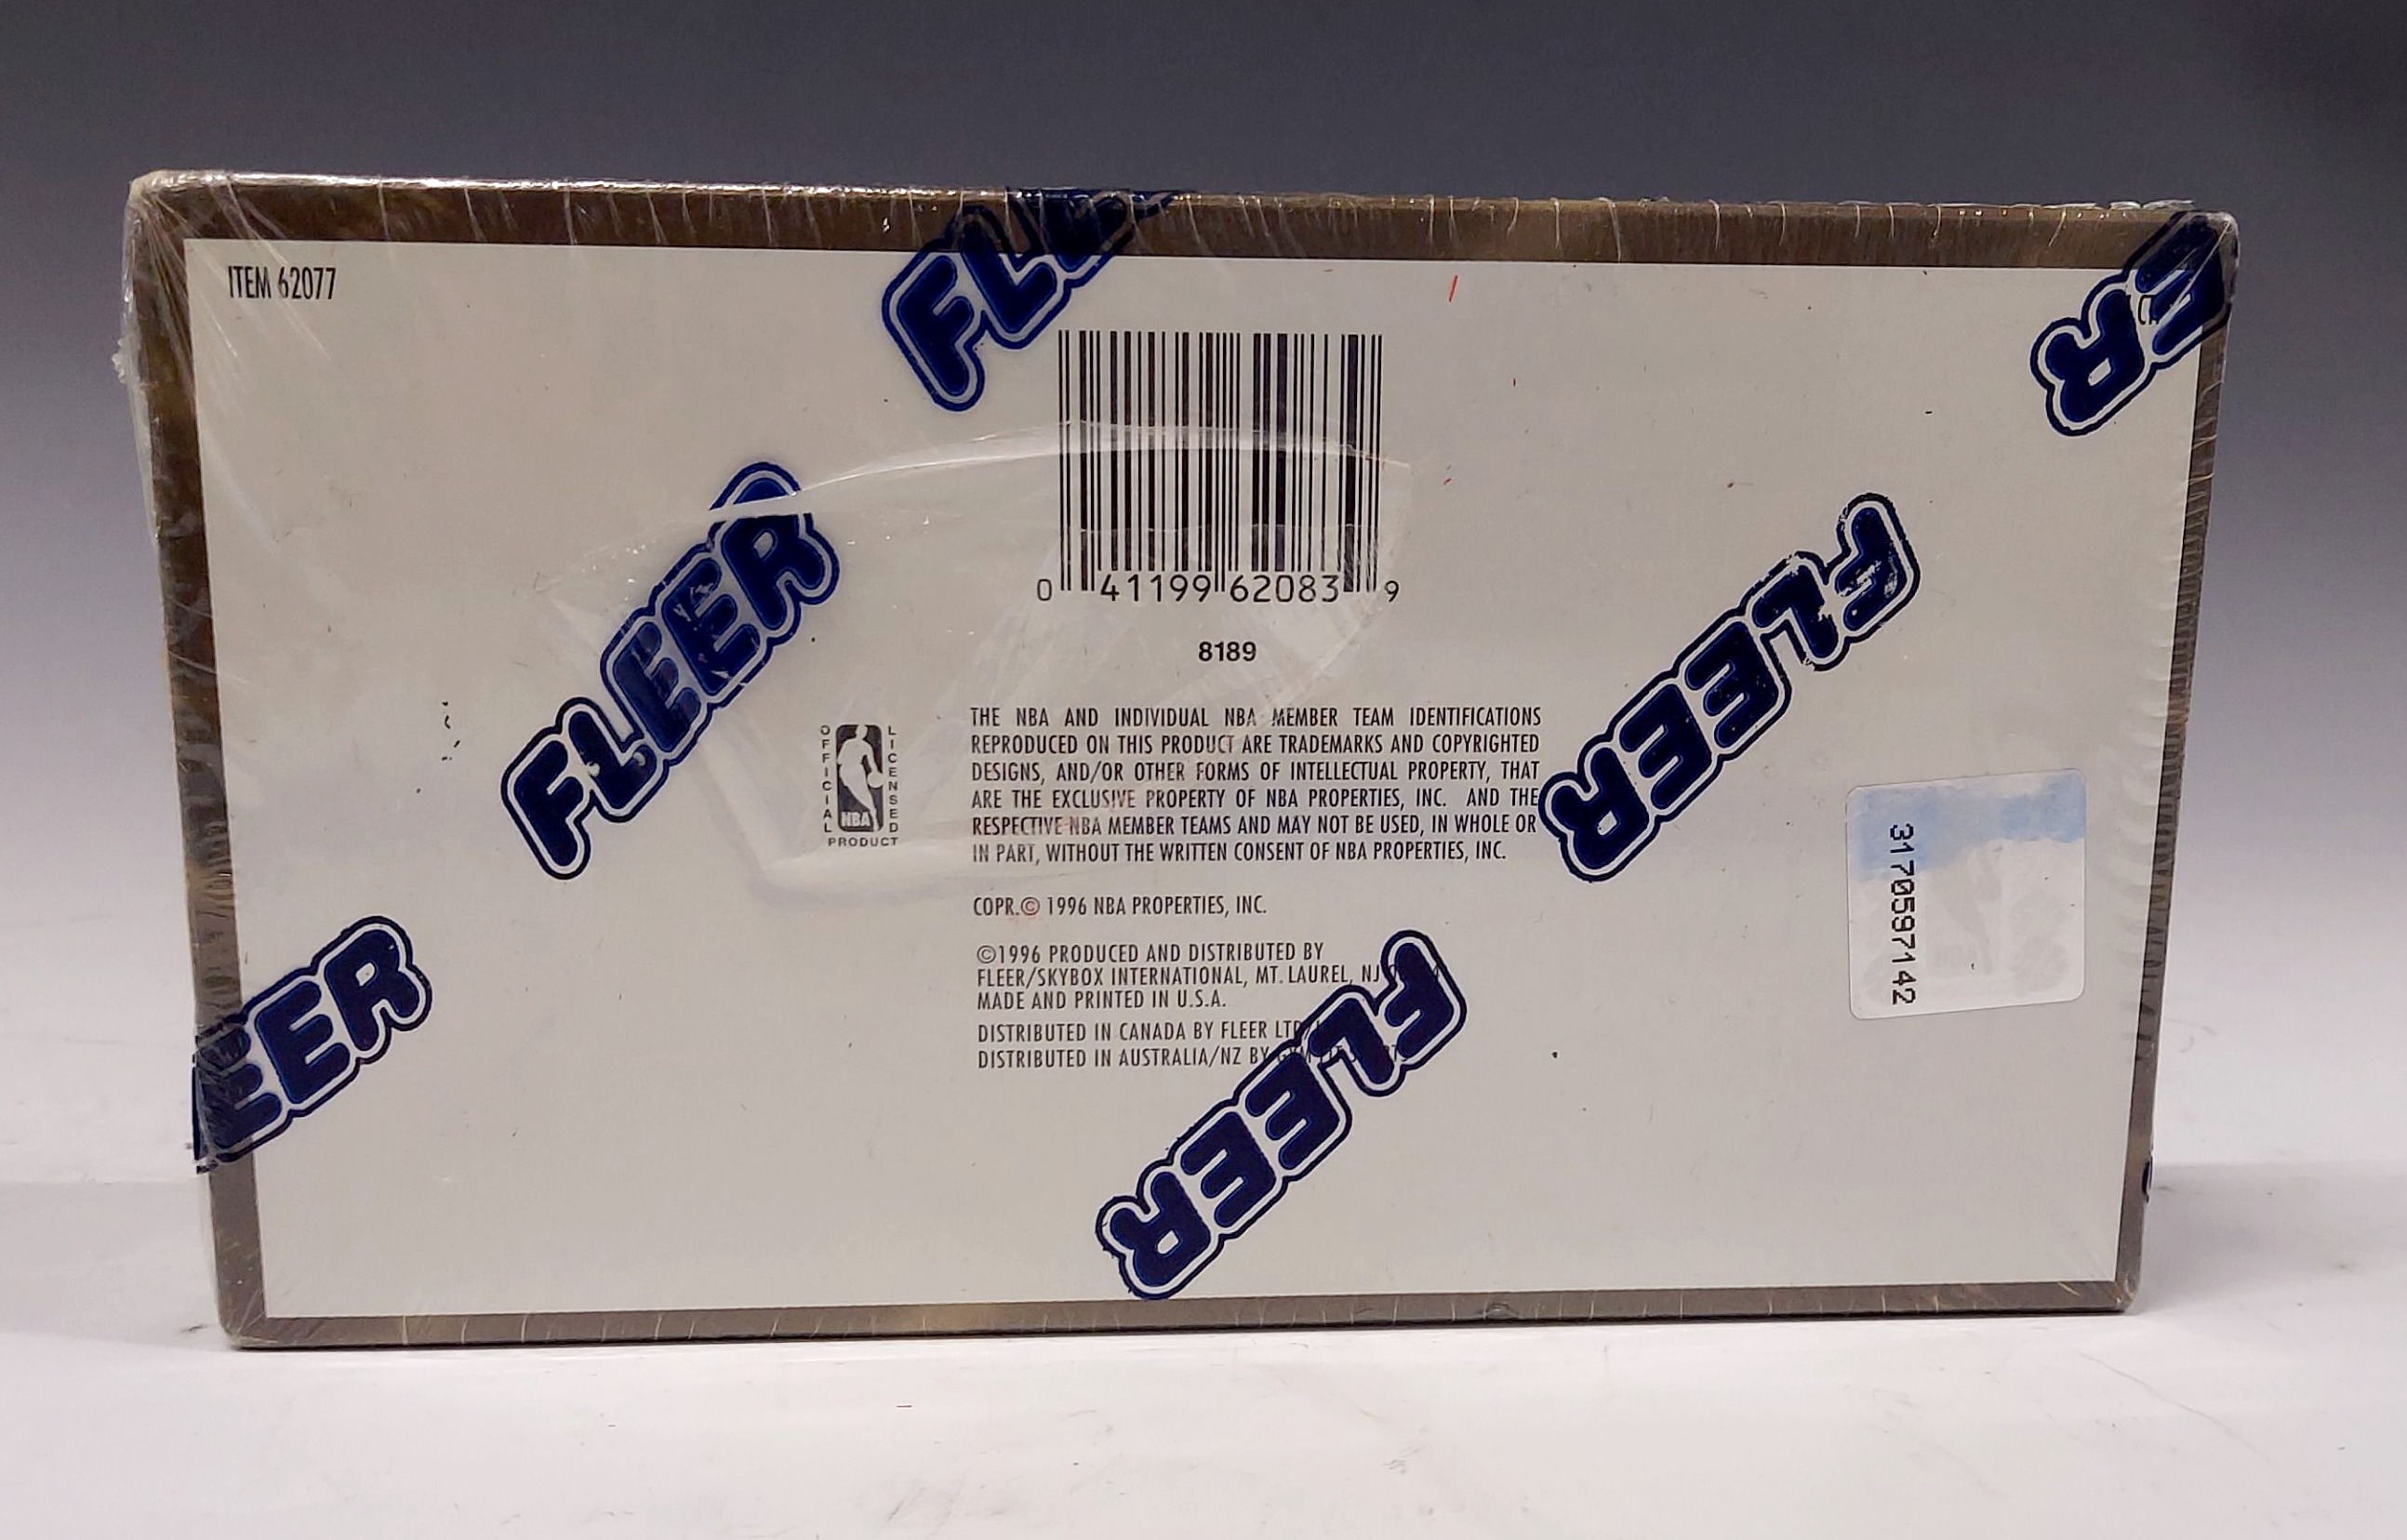 ITEM 62077
FLEER
ER
FLEER
0 41199 62083 9
8189
FLEER
OFFICIAL
LICENSED
NBA
PRODUCT
THE NBA AND INDIVIDUAL NBA MEMBER TEAM IDENTIFICATIONS
REPRODUCED ON THIS PRODUCT ARE TRADEMARKS AND COPYRIGHTED
DESIGNS, AND/OR OTHER FORMS OF INTELLECTUAL PROPERTY, THAT
ARE THE EXCLUSIVE PROPERTY OF NBA PROPERTIES, INC. AND THE
RESPECTIVE NBA MEMBER TEAMS AND MAY NOT BE USED, IN WHOLE OR
IN PART, WITHOUT THE WRITTEN CONSENT OF NBA PROPERTIES, INC.
3170597142
COPR.© 1996 NBA PROPERTIES, INC.
©1996 PRODUCED AND DISTRIBUTED BY
FLEER/SKYBOX INTERNATIONAL, MT. LAUREL, NJ
MADE AND PRINTED IN U.S.A.
DISTRIBUTED IN CANADA BY FLEER
DISTRIBUTED IN AUSTRALIA/NZ BY
EER
FLEER